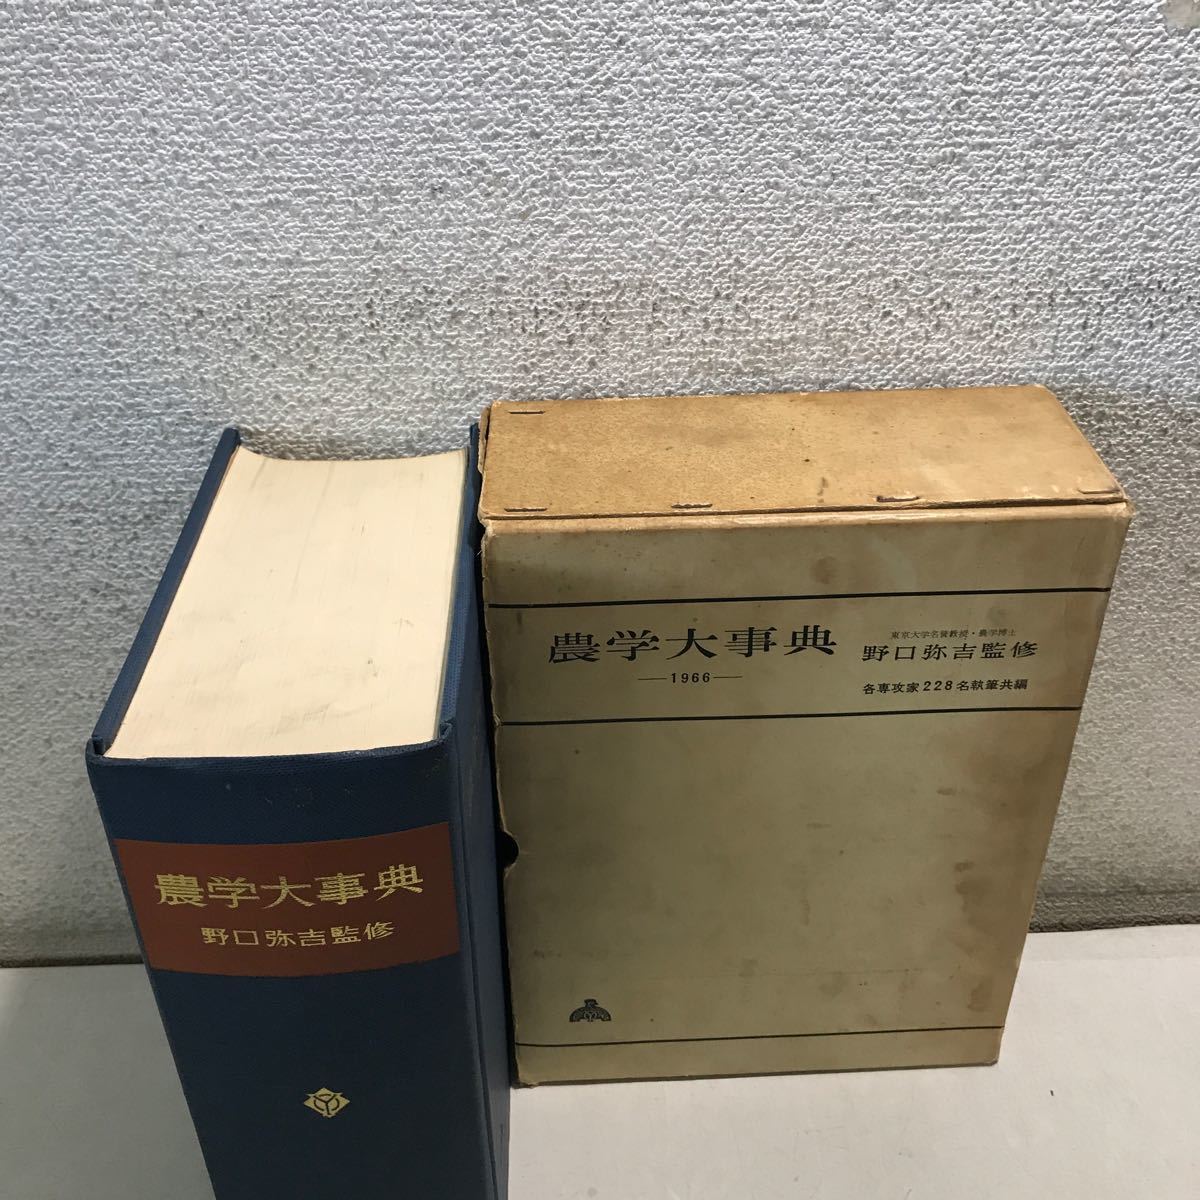 農学大事典
野口弥吉監修
農学大事典
1966
東京大学名誉教授・農学博士
野口弥吉監修
各専攻家228名執筆共編